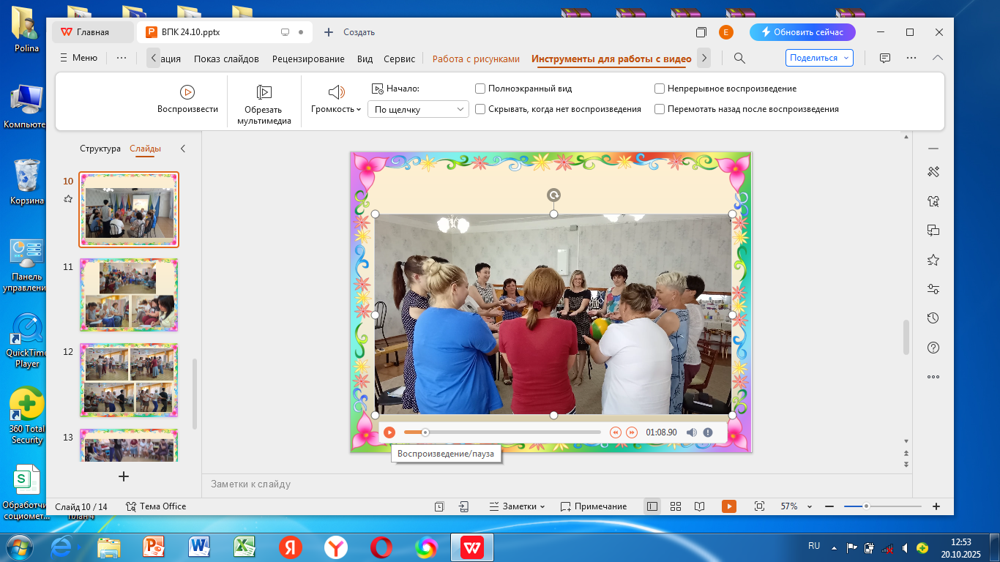 Polina
Компьюте
Корзина
Панель
управлени
QuickTime
Player
360 Total
Security
Обработчи
социомет...
план 4
Главная
ВПК 24.10.pptx
Создать
E
Обновить сейчас
Меню
ация
Показ слайдов
Рецензирование
Вид
Сервис
Работа с рисунками
Инструменты для работы с видео
Поделиться
Воспроизвести
Обрезать
мультимедиа
Громкость
Начало:
По щелчку
Полноэкранный вид
Скрывать, когда нет воспроизведения
Непрерывное воспроизведение
Перемотать назад после воспроизведения
Структура
Слайды
10
11
12
13
01:08.90
Воспроизведение/пауза
Заметки к слайду
Слайд 10 / 14
Тема Office
Заметки
Примечание
57%
RU
12:53
20.10.2025